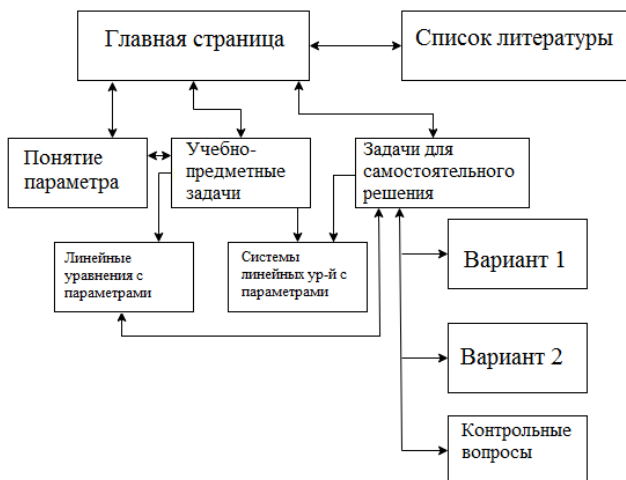 Главная страница
Список литературы
Понятие
параметра
Учебно-
предметные
задачи
Задачи для
самостоятельного
решения
Линейные
уравнения с
параметрами
Системы
линейных ур-й с
параметрами
Вариант 1
Вариант 2
Контрольные
вопросы